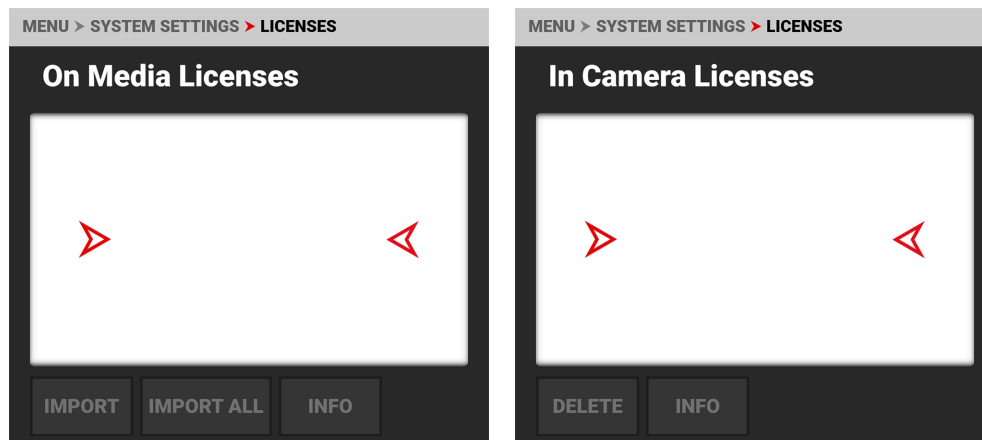 MENU > SYSTEM SETTINGS > LICENSES
On Media Licenses
IMPORT IMPORT ALL INFO
MENU > SYSTEM SETTINGS > LICENSES
In Camera Licenses
DELETE INFO